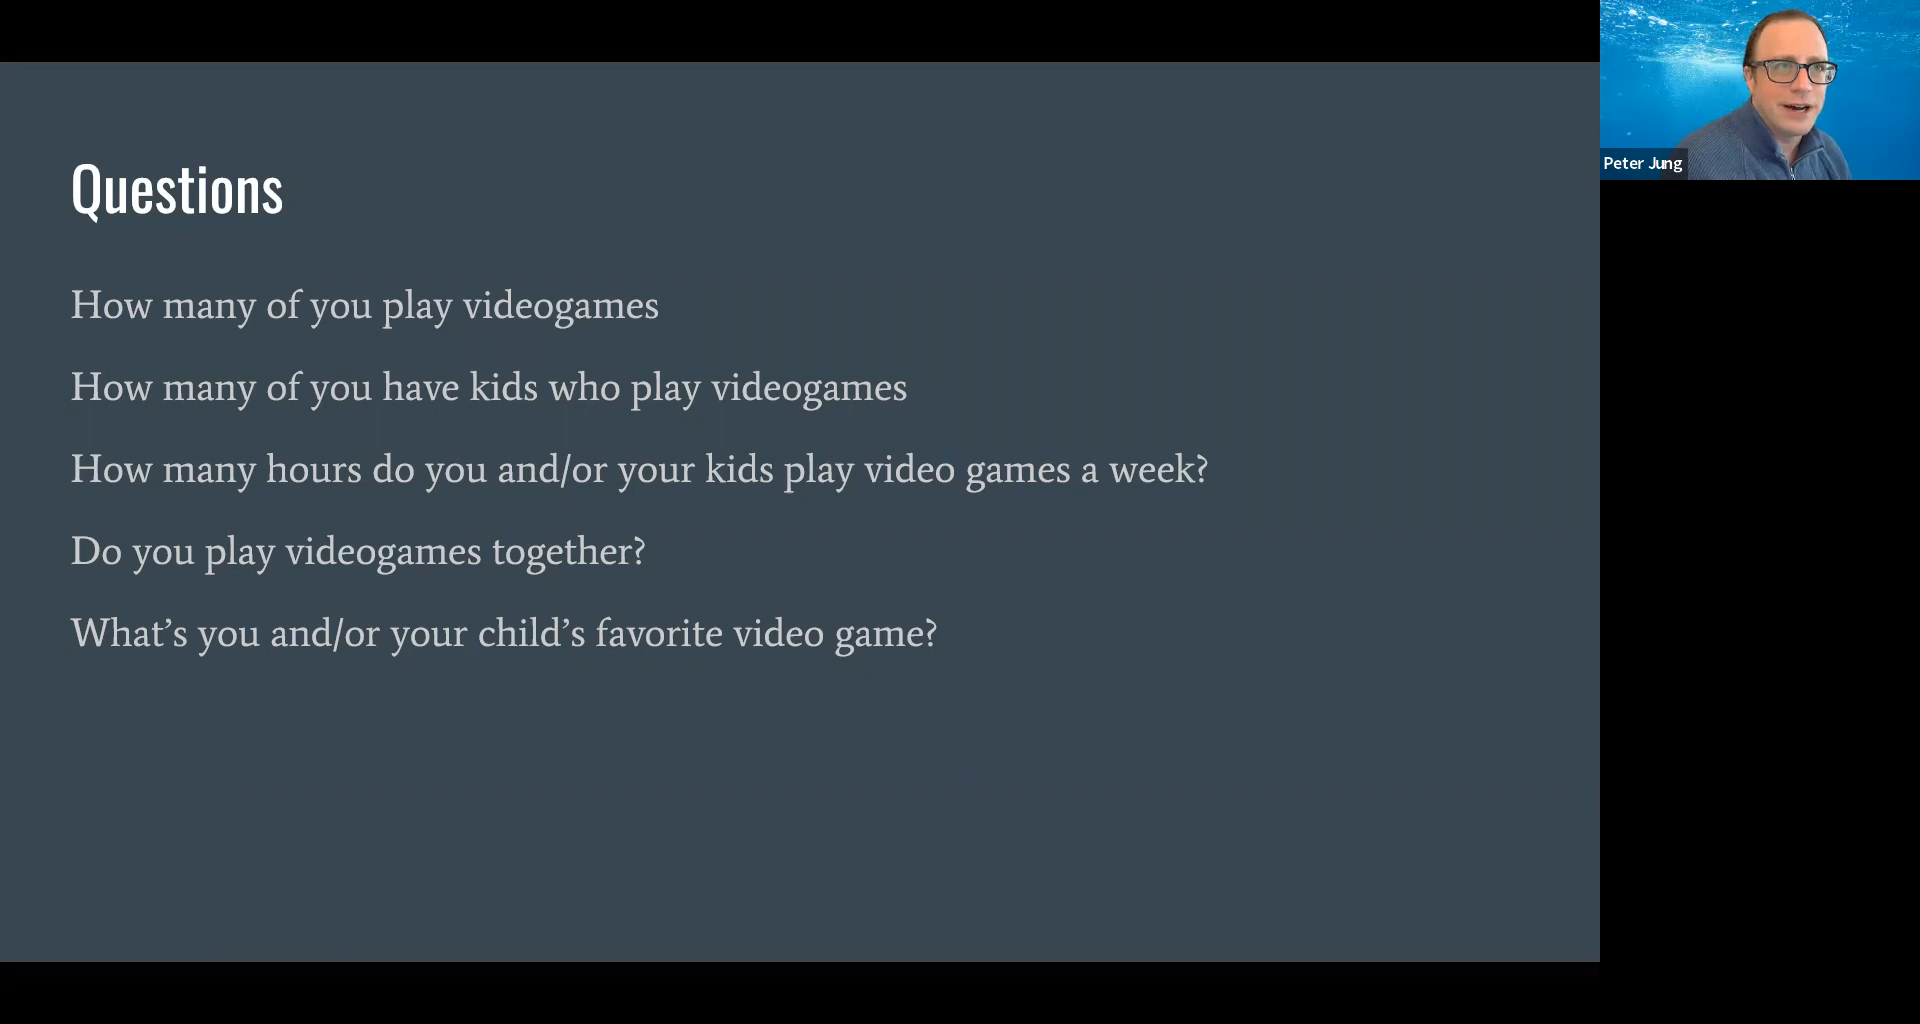 Questions
How many of you play videogames
How many of you have kids who play videogames
How many hours do you and/or your kids play video games a week?
Do you play videogames together?
What’s you and/or your child’s favorite video game?
Peter Jung